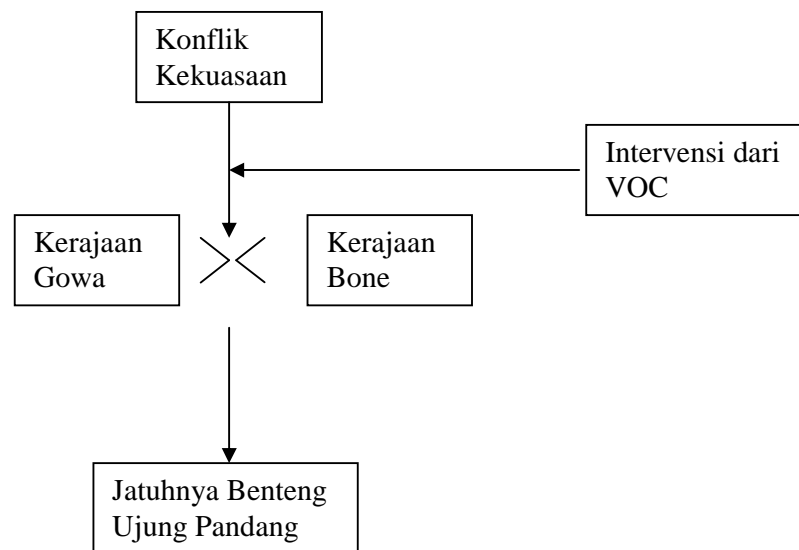 Konflik
Kekuasaan
Intervensi dari
VOC
Kerajaan
Gowa
Kerajaan
Bone
Jatuhnya Benteng
Ujung Pandang